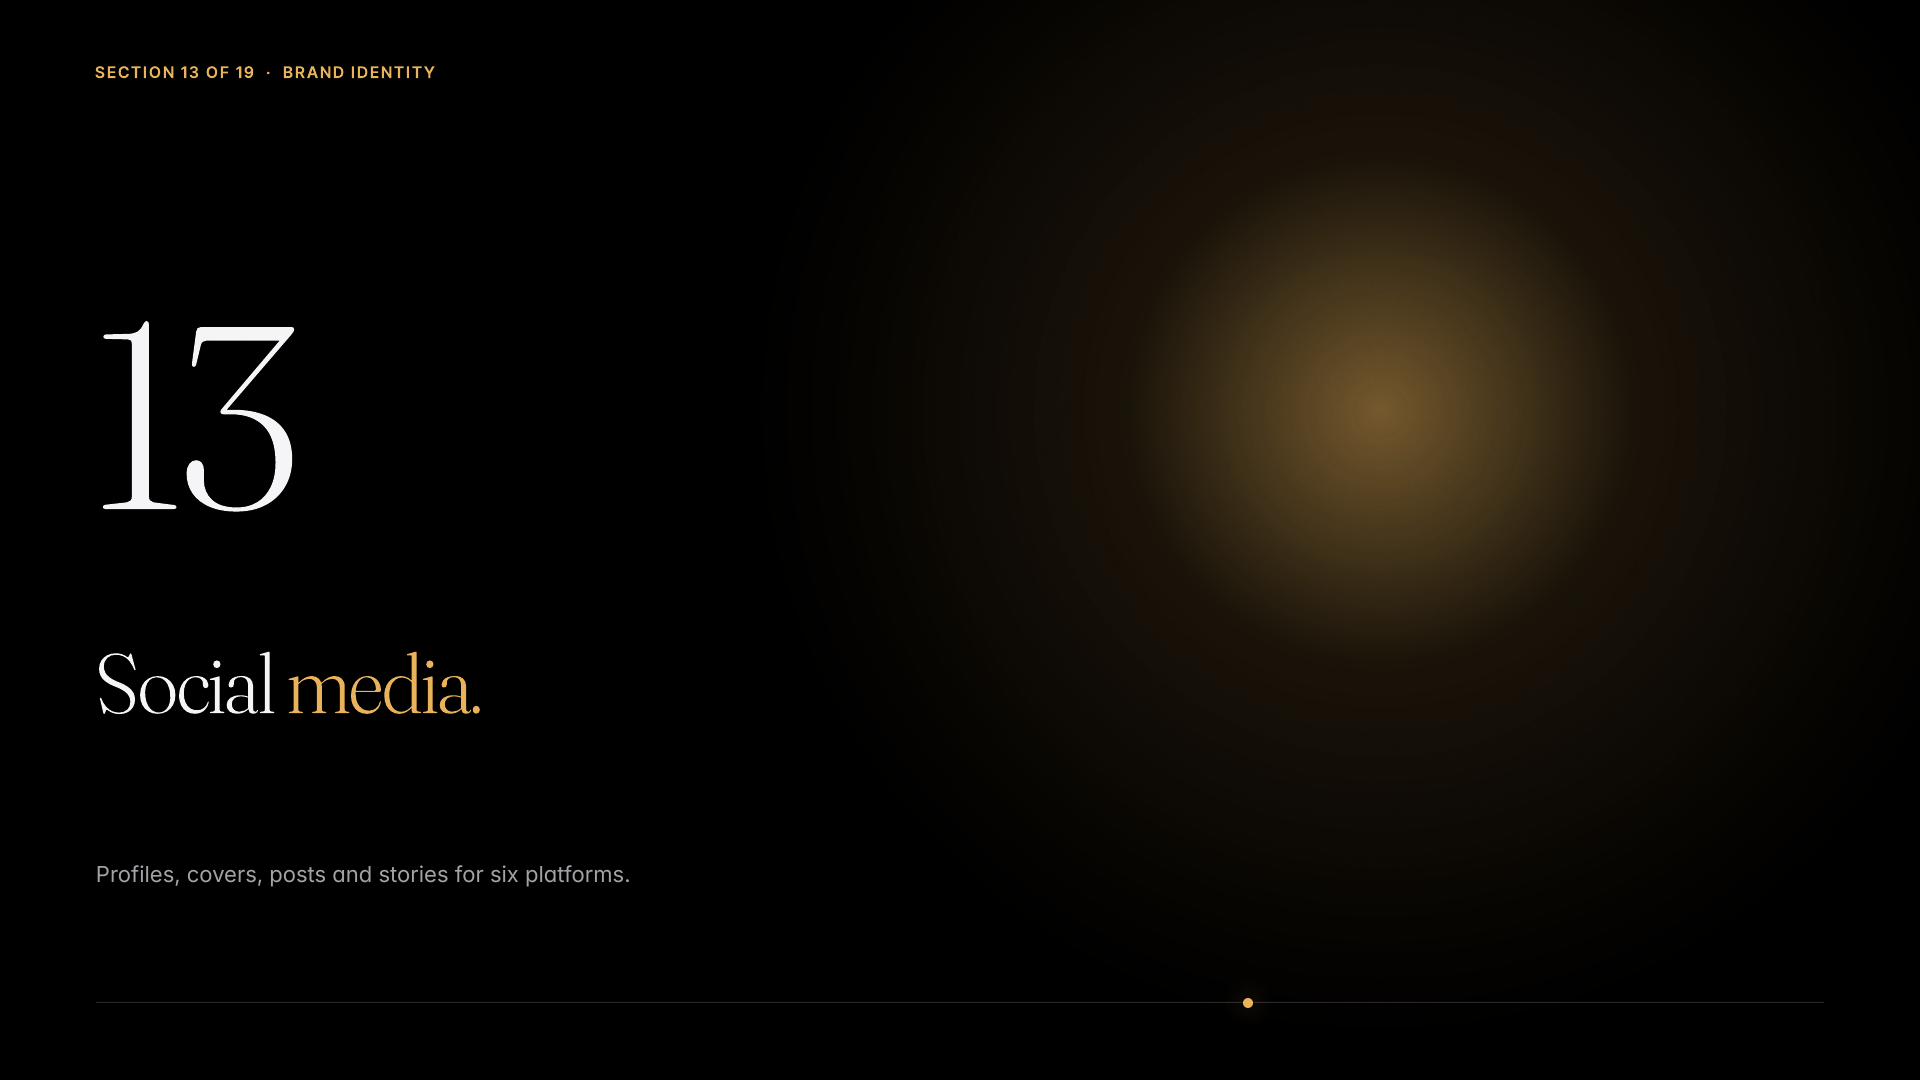 SECTION 13 OF 19 · BRAND IDENTITY
13
Social media.
Profiles, covers, posts and stories for six platforms.